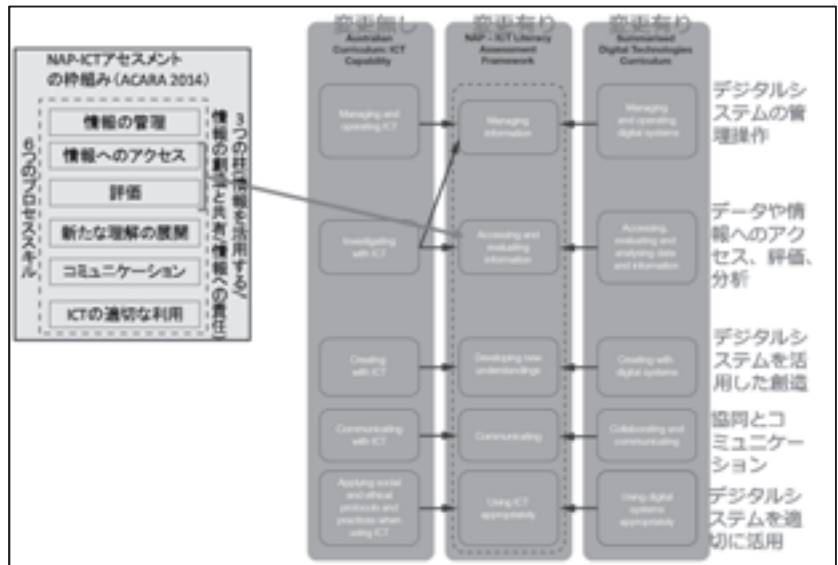 NAP-ICTアセスメント
の枠組み(ACARA 2014)
6つのプロセススキル
情報の管理
情報へのアクセス
評価
新たな理解の展開
コミュニケーション
ICTの適切な利用
3つの柱(情報を活用する/
情報の創造と共有/情報への責任)
変更無し
Australian
Curriculum: ICT
Capability
Managing and
operating ICT
Investigating
with ICT
Creating
with ICT
Communicating
with ICT
Applying social
and ethical
protocols and
practices when
using ICT
変更有り
NAP – ICT Literacy
Assessment
Framework
Managing
information
Accessing and
evaluating
information
Developing new
understandings
Communicating
Using ICT
appropriately
変更有り
Summarised
Digital Technologies
Curriculum
Managing
and operating
digital systems
Accessing,
evaluating and
analysing data
and information
Creating with
digital systems
Collaborating and
communicating
Using digital
systems
appropriately
デジタルシ
ステムの管
理操作
データや情
報へのアク
セス、評価、
分析
デジタルシ
ステムを活
用した創造
協同とコ
ミュニケー
ション
デジタルシ
ステムを適
切に活用